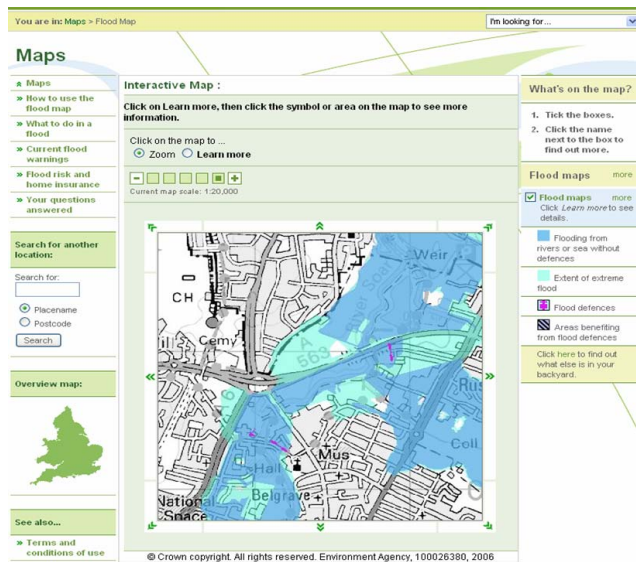 You are in: Maps > Flood Map
I'm looking for...
Maps
Maps
» How to use the
flood map
» What to do in a
flood
» Current flood
warnings
» Flood risk and
home insurance
» Your questions
answered
Search for another
location:
Search for:
Placename
Postcode
Search
Overview map:
See also...
» Terms and
conditions of use
Interactive Map :
Click on Learn more, then click the symbol or area on the map to see more
information.
Click on the map to ...
Zoom Learn more
Current map scale: 1:20,000
Weir
CH
Cemy
A
563
A 6
Rus
Coll
Mus
Hall
Belgrave
National
Space
© Crown copyright. All rights reserved. Environment Agency, 100026380, 2006
What's on the map?
1. Tick the boxes.
2. Click the name
next to the box to
find out more.
Flood maps more
Flood maps more
Click Learn more to see
details.
Flooding from
rivers or sea without
defences
Extent of extreme
flood
Flood defences
Areas benefiting
from flood defences
Click here to find out
what else is in your
backyard.